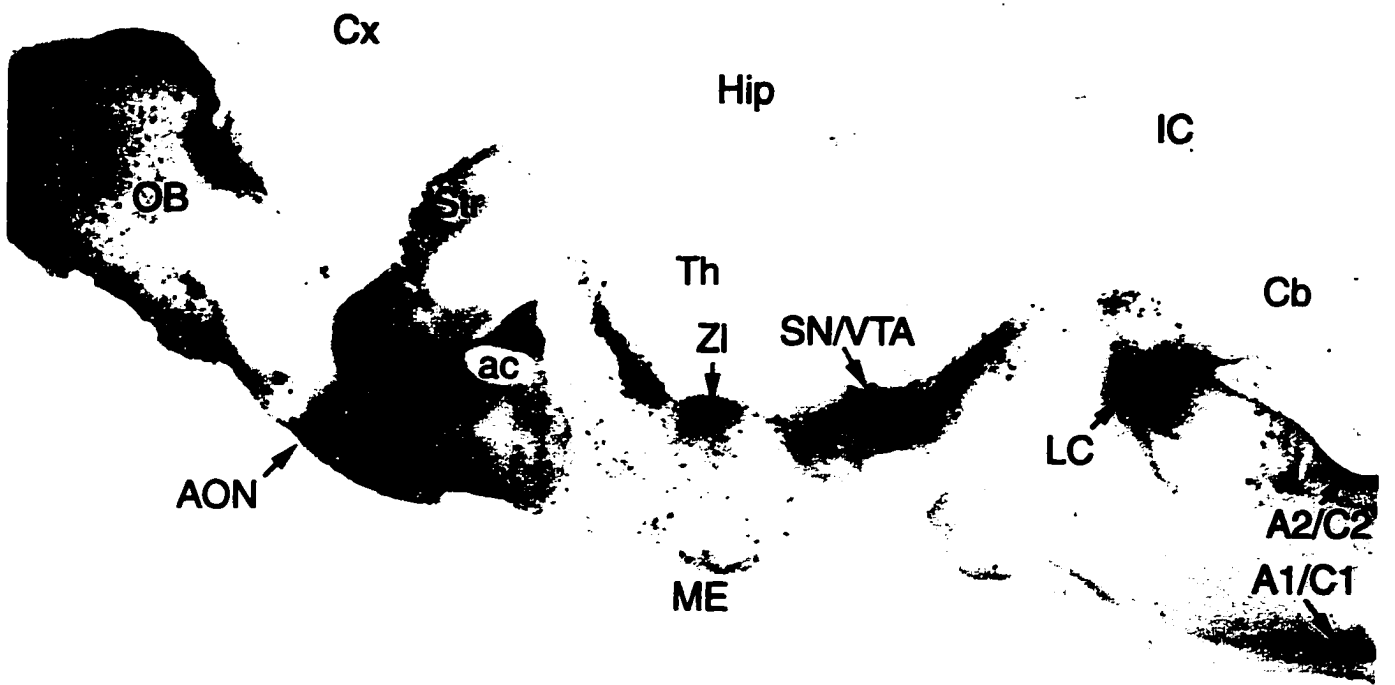 Cx
Hip
IC
OB
Str
Th
Cb
ZI
SN/VTA
ac
LC
AON
A2/C2
A1/C1
ME